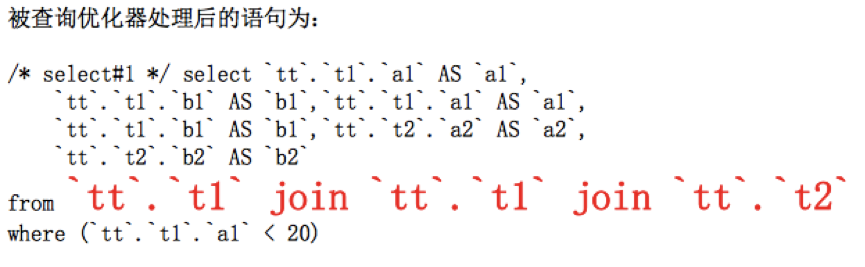 被查询优化器处理后的语句为：
/* select#1 */ select `tt`.`t1`.`a1` AS `a1`,
`tt`.`t1`.`b1` AS `b1`,`tt`.`t1`.`a1` AS `a1`,
`tt`.`t1`.`b1` AS `b1`,`tt`.`t2`.`a2` AS `a2`,
`tt`.`t2`.`b2` AS `b2`
from `tt`.`t1` join `tt`.`t1` join `tt`.`t2`
where (`tt`.`t1`.`a1` < 20)